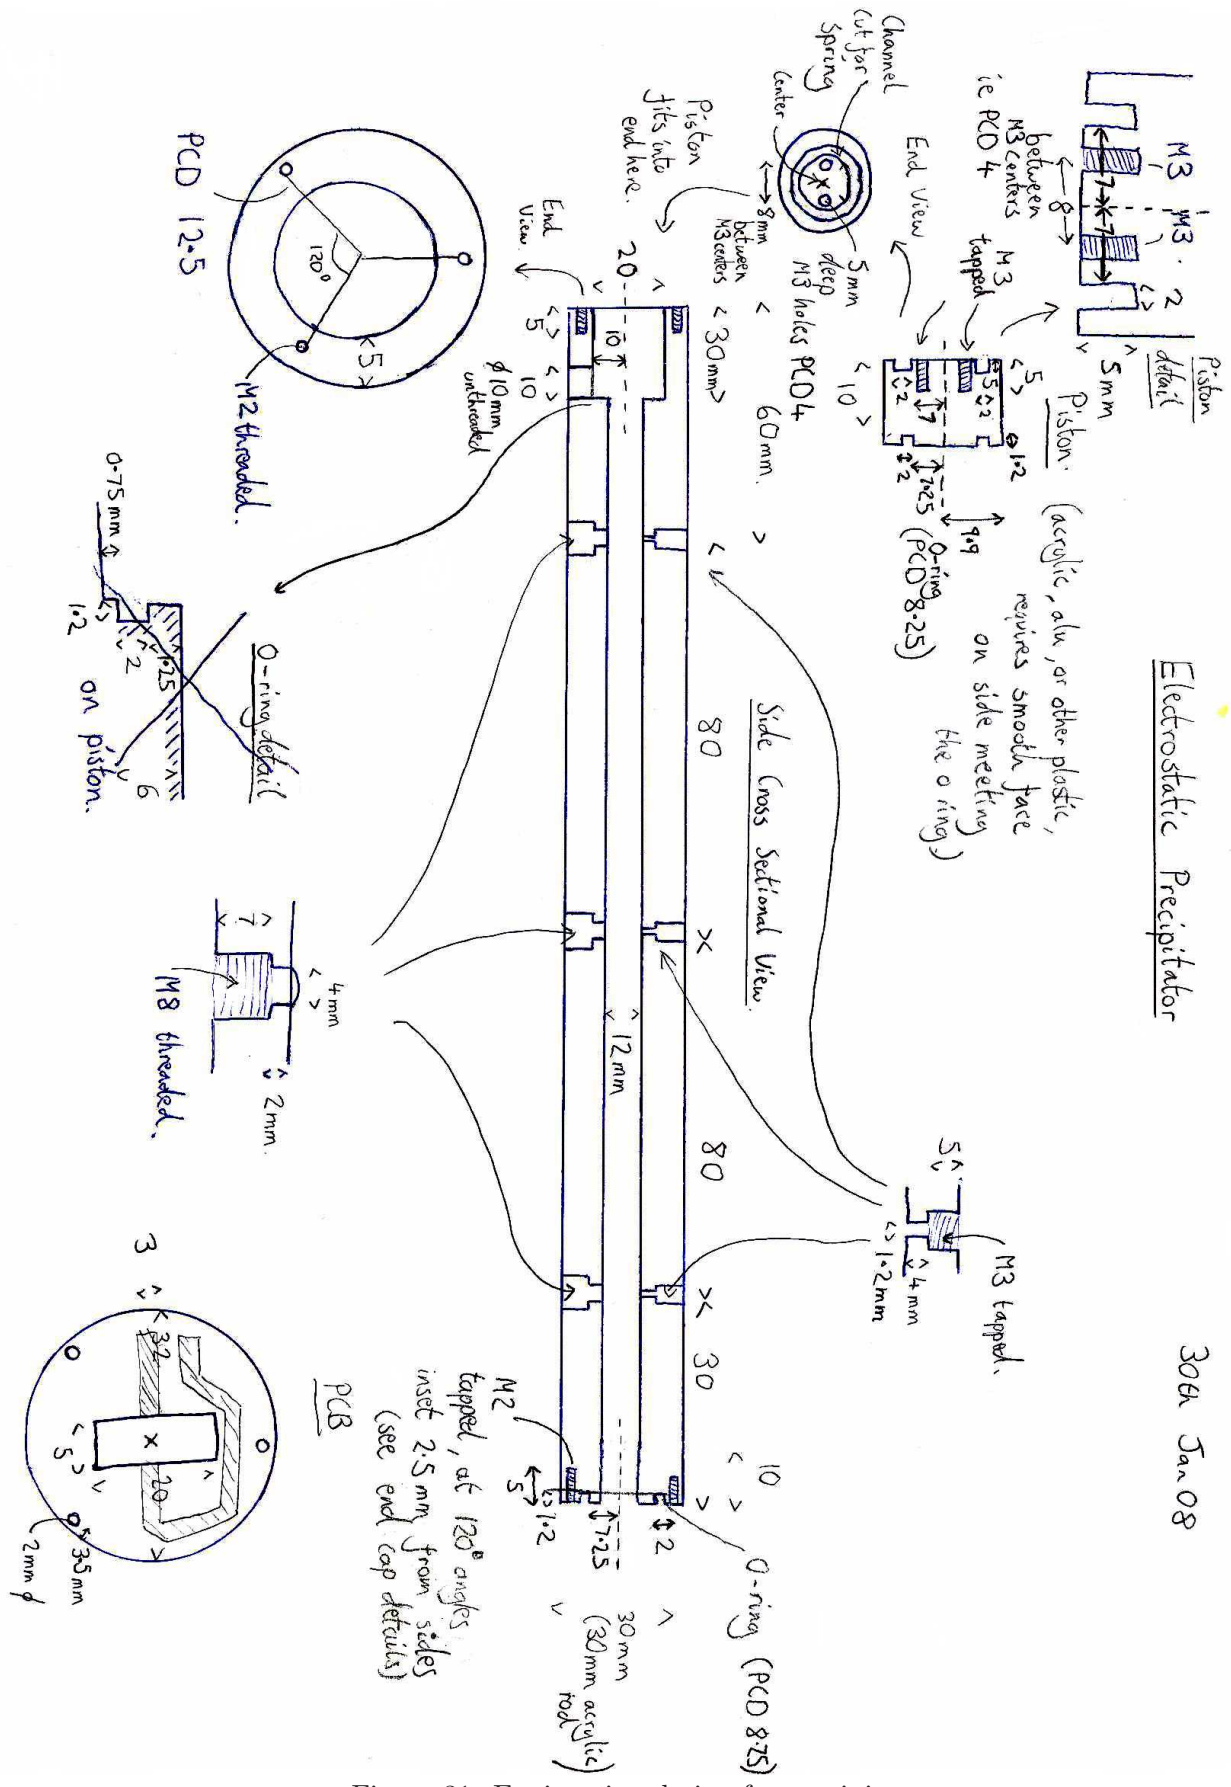 Electrostatic Precipitator
30th Jan 08
Piston
detail
M3
M3
2
7
7
8
5mm
between
M3 centers
ie PCD 4
M3
tapped
5
5
2
10
2
7
1.2
2
7.25
9.9
O-ring
(PCD 8.25)
Piston. (acrylic, alu, or other plastic,
requires smooth face
on side meeting
the o ring.)
End View
Channel
cut for
Spring
Center
5mm
deep
M3 holes PCD4
8mm
between
M3 centers
Piston
fits into
end here.
M3 tapped.
5
4mm
1.2mm
Side Cross Sectional View.
60mm.
30mm
80
80
30
10
20
10
5
10
ø10mm
unthreaded
12mm
End
View.
O-ring (PCD 8.25)
2
7.25
1.2
5
30mm
(30mm acrylic
rod)
M2
tapped, at 120° angles
inset 2.5mm from sides
(see end cap details)
PCD 12.5
120°
5
M2 threaded.
O-ring detail
0.75mm
1.2
2
1.25
6
on piston.
4mm
7
2mm.
M8 threaded.
PCB
3
32
5
20
3.5mm
2mmø